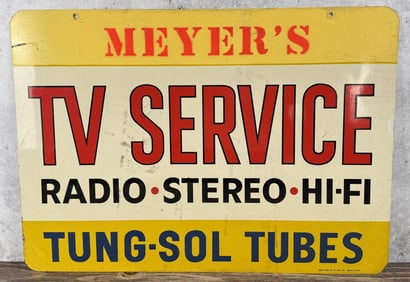 MEYER'S
TV SERVICE
RADIO•STEREO•HI-FI
TUNG-SOL TUBES